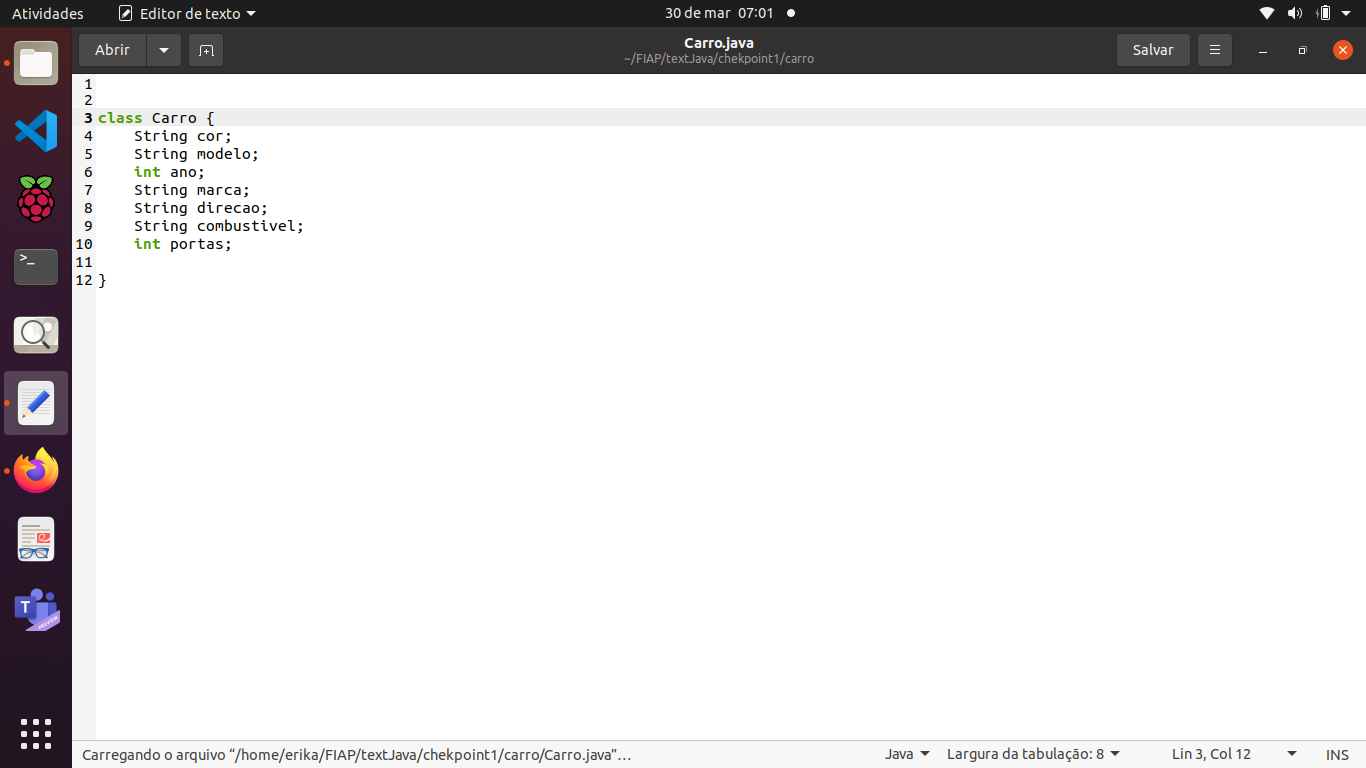 Atividades
Editor de texto
30 de mar 07:01
Abrir
Carro.java
~/FIAP/textJava/chekpoint1/carro
Salvar
1
2
3 class Carro {
4 String cor;
5 String modelo;
6 int ano;
7 String marca;
8 String direcao;
9 String combustivel;
10 int portas;
11
12 }
>_
T
PREVIEW
Carregando o arquivo “/home/erika/FIAP/textJava/chekpoint1/carro/Carro.java”…
Java
Largura da tabulação: 8
Lin 3, Col 12
INS